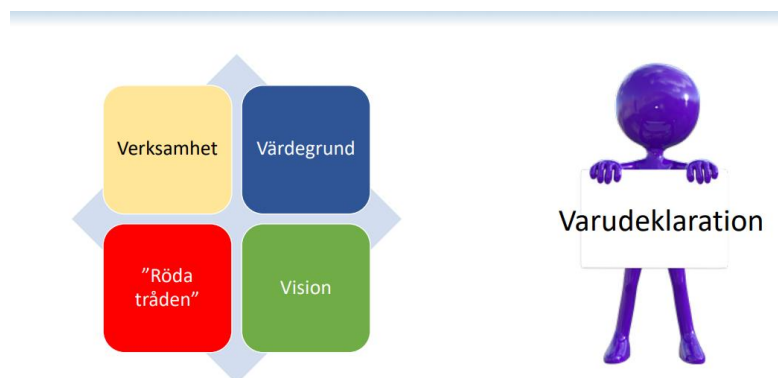 Verksamhet
Värdegrund
”Röda
tråden”
Vision
Varudeklaration